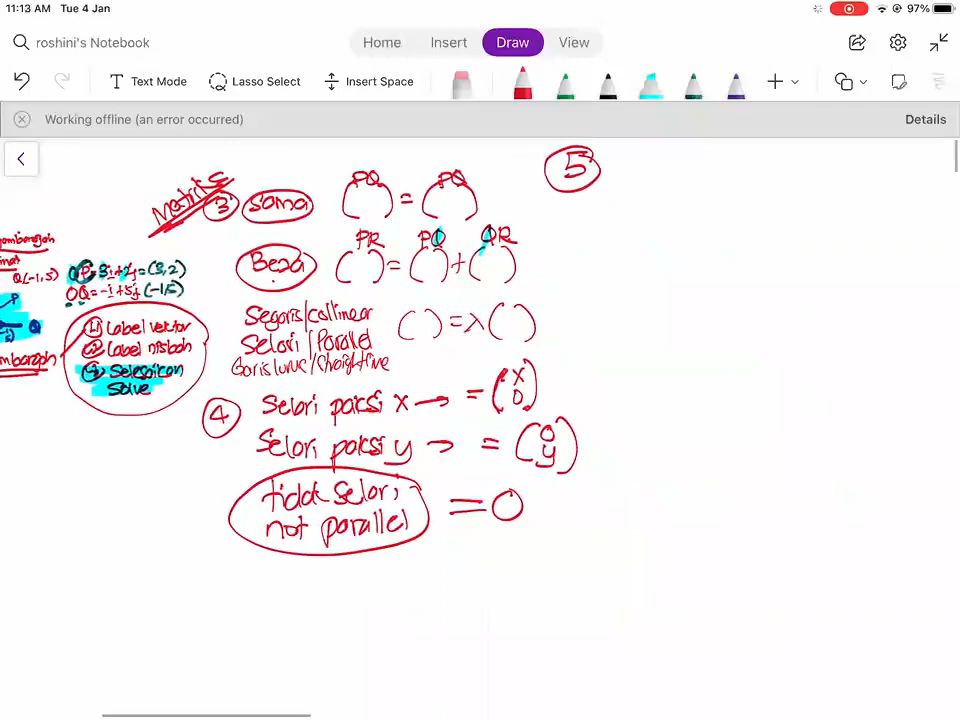 11:13 AM Tue 4 Jan
97%
roshini's Notebook
Home Insert Draw View
Text Mode Lasso Select Insert Space
Working offline (an error occurred)
Details
5
Matriks
3 Sama
PQ PQ
( ) = ( )
Beza
PR PQ QR
( ) = ( ) + ( )
Q(-1,5)
OP = 3i+2j = (3,2)
OQ = -i+5j (-1,5)
P
Q
1 Label vector
2 Label nisbah
Selesaikan
Solve
Segaris/collinear
Selari/Parallel
Garis lurus/Straight line
( ) = λ ( )
4 Selari paksi x → = (x 0)
Selari paksi y → = (0 y)
tidak selari
not parallel
= 0